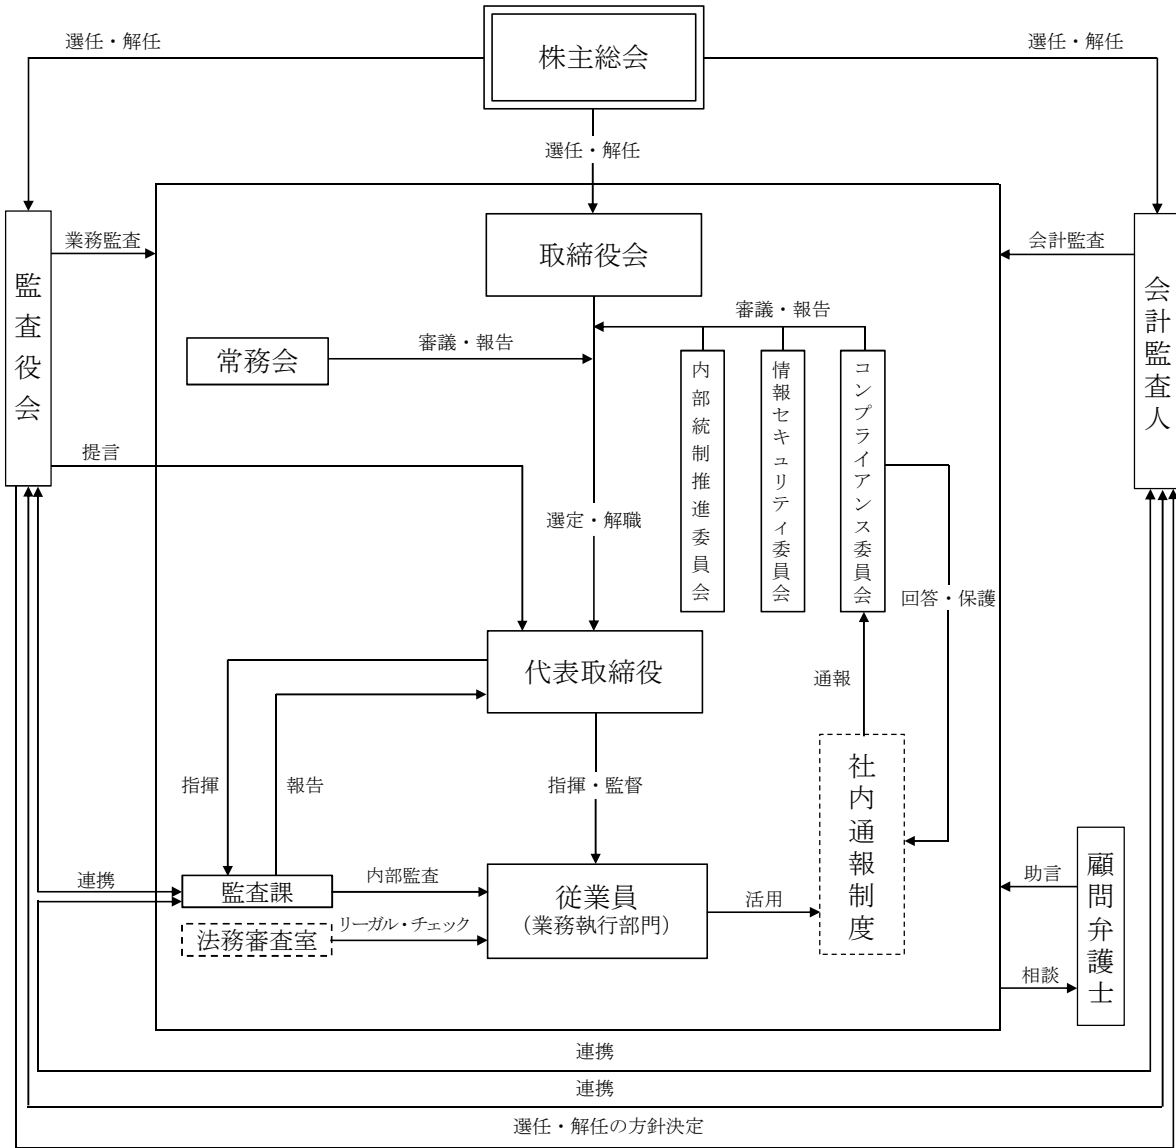 選任・解任
株主総会
選任・解任
選任・解任
監査役会
業務監査
取締役会
会計監査
会計監査人
審議・報告
常務会
審議・報告
内部統制推進委員会
情報セキュリティ委員会
コンプライアンス委員会
提言
選定・解職
回答・保護
代表取締役
通報
社内通報制度
指揮
報告
指揮・監督
顧問弁護士
連携
監査課
内部監査
従業員
(業務執行部門)
活用
助言
法務審査室
リーガル・チェック
相談
連携
連携
選任・解任の方針決定